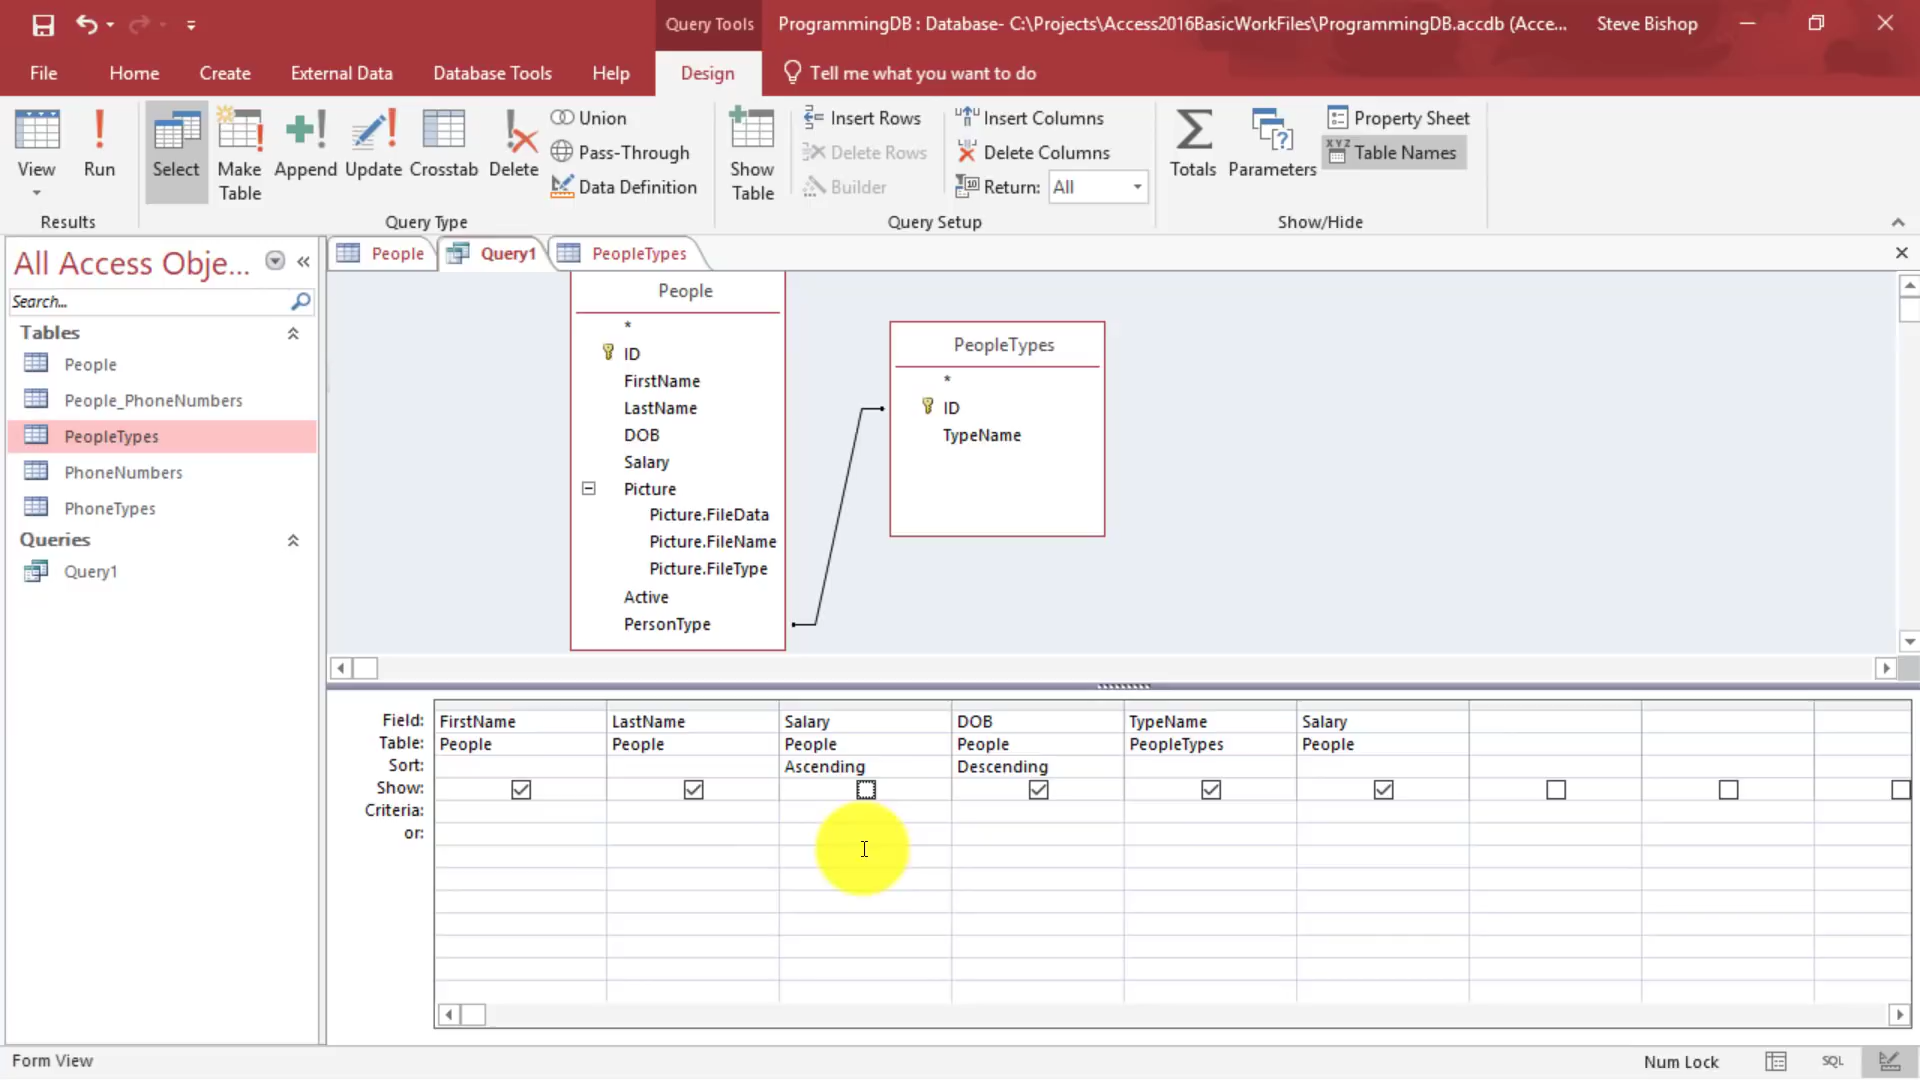 Query Tools
ProgrammingDB : Database- C:\Projects\Access2016BasicWorkFiles\ProgrammingDB.accdb (Acce...
Steve Bishop
File
Home
Create
External Data
Database Tools
Help
Design
Tell me what you want to do
View
Run
Select
Make
Table
Append
Update
Crosstab
Delete
Union
Pass-Through
Data Definition
Show
Table
Insert Rows
Delete Rows
Builder
Insert Columns
Delete Columns
Return: All
Totals
Parameters
Property Sheet
XYZ
Table Names
Results
Query Type
Query Setup
Show/Hide
All Access Obje...
Search...
Tables
People
People_PhoneNumbers
PeopleTypes
PhoneNumbers
PhoneTypes
Queries
Query1
People
Query1
PeopleTypes
People
*
ID
FirstName
LastName
DOB
Salary
Picture
Picture.FileData
Picture.FileName
Picture.FileType
Active
PersonType
PeopleTypes
*
ID
TypeName
Field: FirstName LastName Salary DOB TypeName Salary
Table: People People People People PeopleTypes People
Sort: Ascending Descending
Show:
Criteria:
or:
Form View
Num Lock
SQL